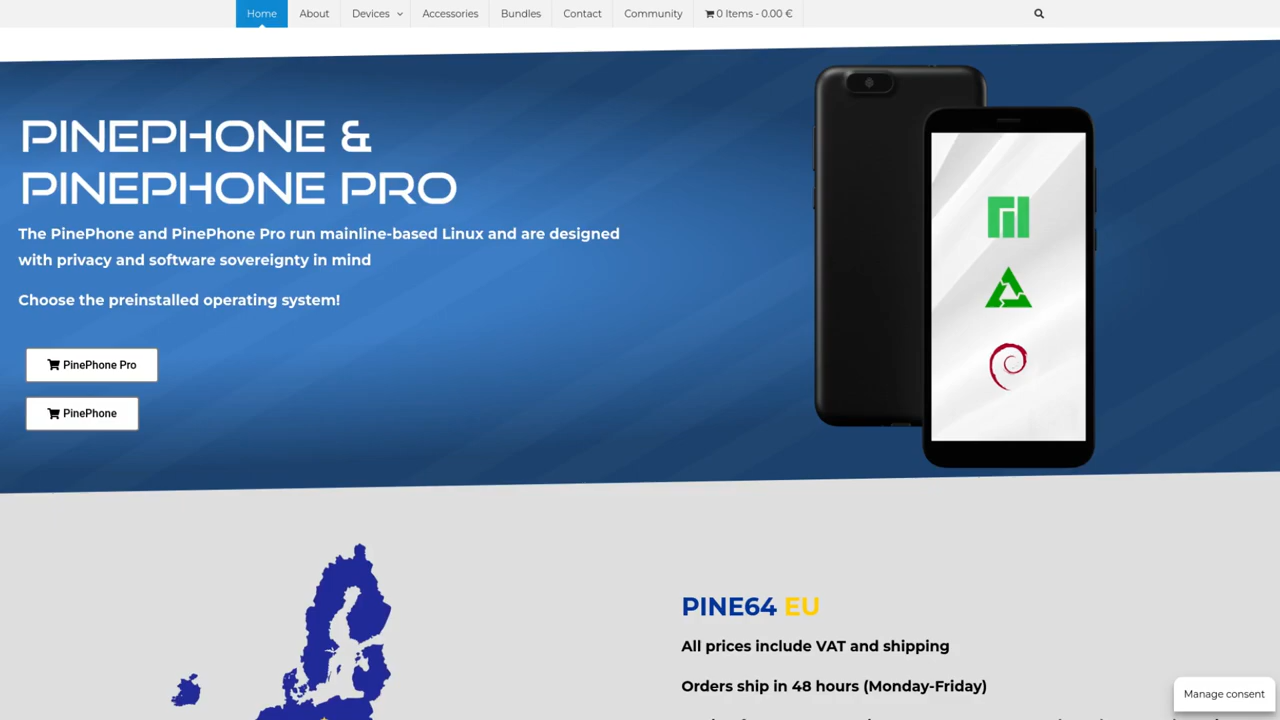 Home
About
Devices
Accessories
Bundles
Contact
Community
0 Items - 0.00 €
PINEPHONE &
PINEPHONE PRO
The PinePhone and PinePhone Pro run mainline-based Linux and are designed
with privacy and software sovereignty in mind
Choose the preinstalled operating system!
PinePhone Pro
PinePhone
PINE64 EU
All prices include VAT and shipping
Orders ship in 48 hours (Monday-Friday)
Manage consent